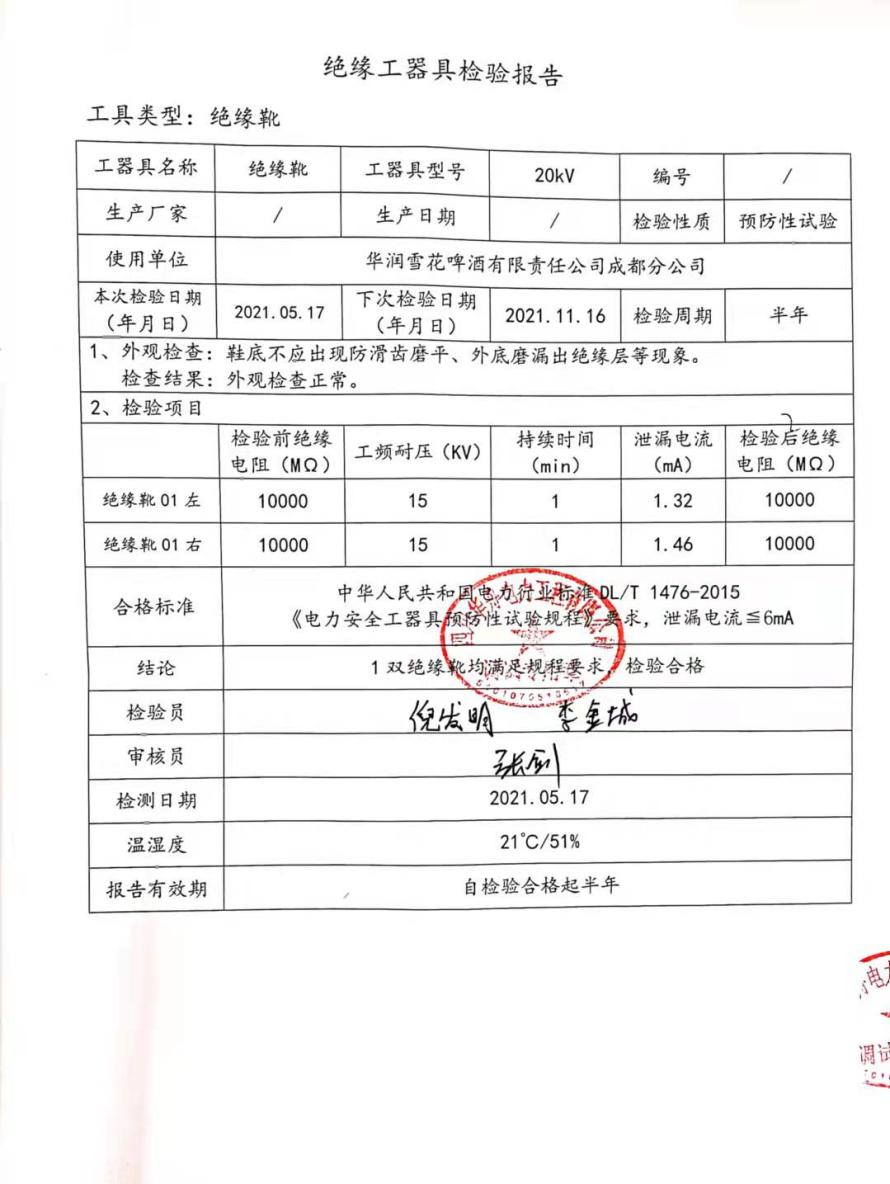 绝缘工器具检验报告
工具类型：绝缘靴
工器具名称 绝缘靴 工器具型号 20kV 编号 /
生产厂家 / 生产日期 / 检验性质 预防性试验
使用单位 华润雪花啤酒有限责任公司成都分公司
本次检验日期 下次检验日期
（年月日） 2021.05.17 （年月日） 2021.11.16 检验周期 半年
1、外观检查：鞋底不应出现防滑齿磨平、外底磨漏出绝缘层等现象。
检查结果：外观检查正常。
2、检验项目
检验前绝缘 工频耐压（KV） 持续时间 泄漏电流 检验后绝缘
电阻（MΩ） （min） （mA） 电阻（MΩ）
绝缘靴 01 左 10000 15 1 1.32 10000
绝缘靴 01 右 10000 15 1 1.46 10000
合格标准 中华人民共和国电力行业标准 DL/T 1476-2015
《电力安全工器具预防性试验规程》要求，泄漏电流≦6mA
结论 1 双绝缘靴均满足规程要求，检验合格
检验员 倪发明 李金城
审核员 张剑
检测日期 2021.05.17
温湿度 21℃/51%
报告有效期 自检验合格起半年
电力
调试